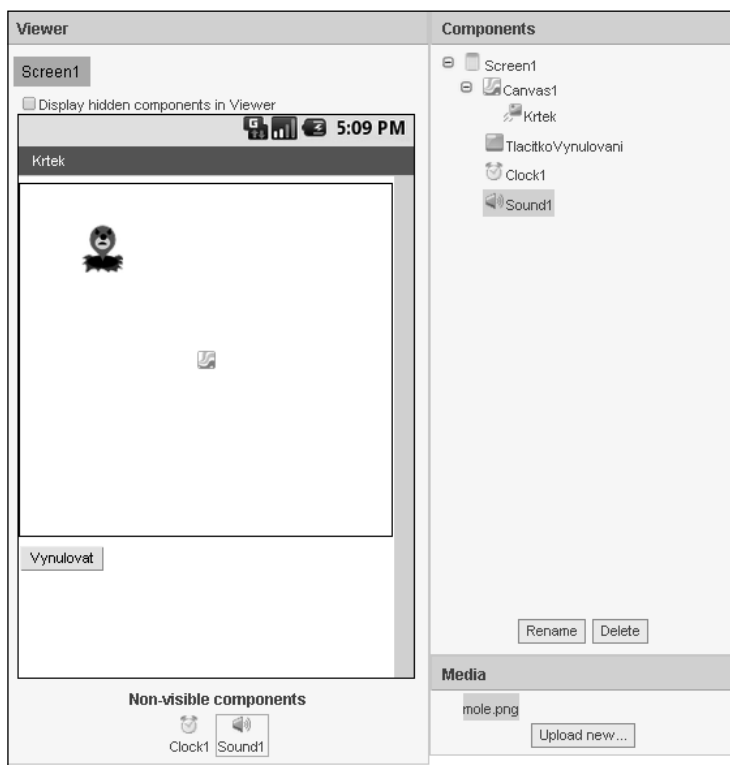 Viewer
Screen1
Display hidden components in Viewer
5:09 PM
Krtek
Vynulovat
Non-visible components
Clock1 Sound1
Components
Screen1
Canvas1
Krtek
TlacitkoVynulovani
Clock1
Sound1
Rename Delete
Media
mole.png
Upload new...